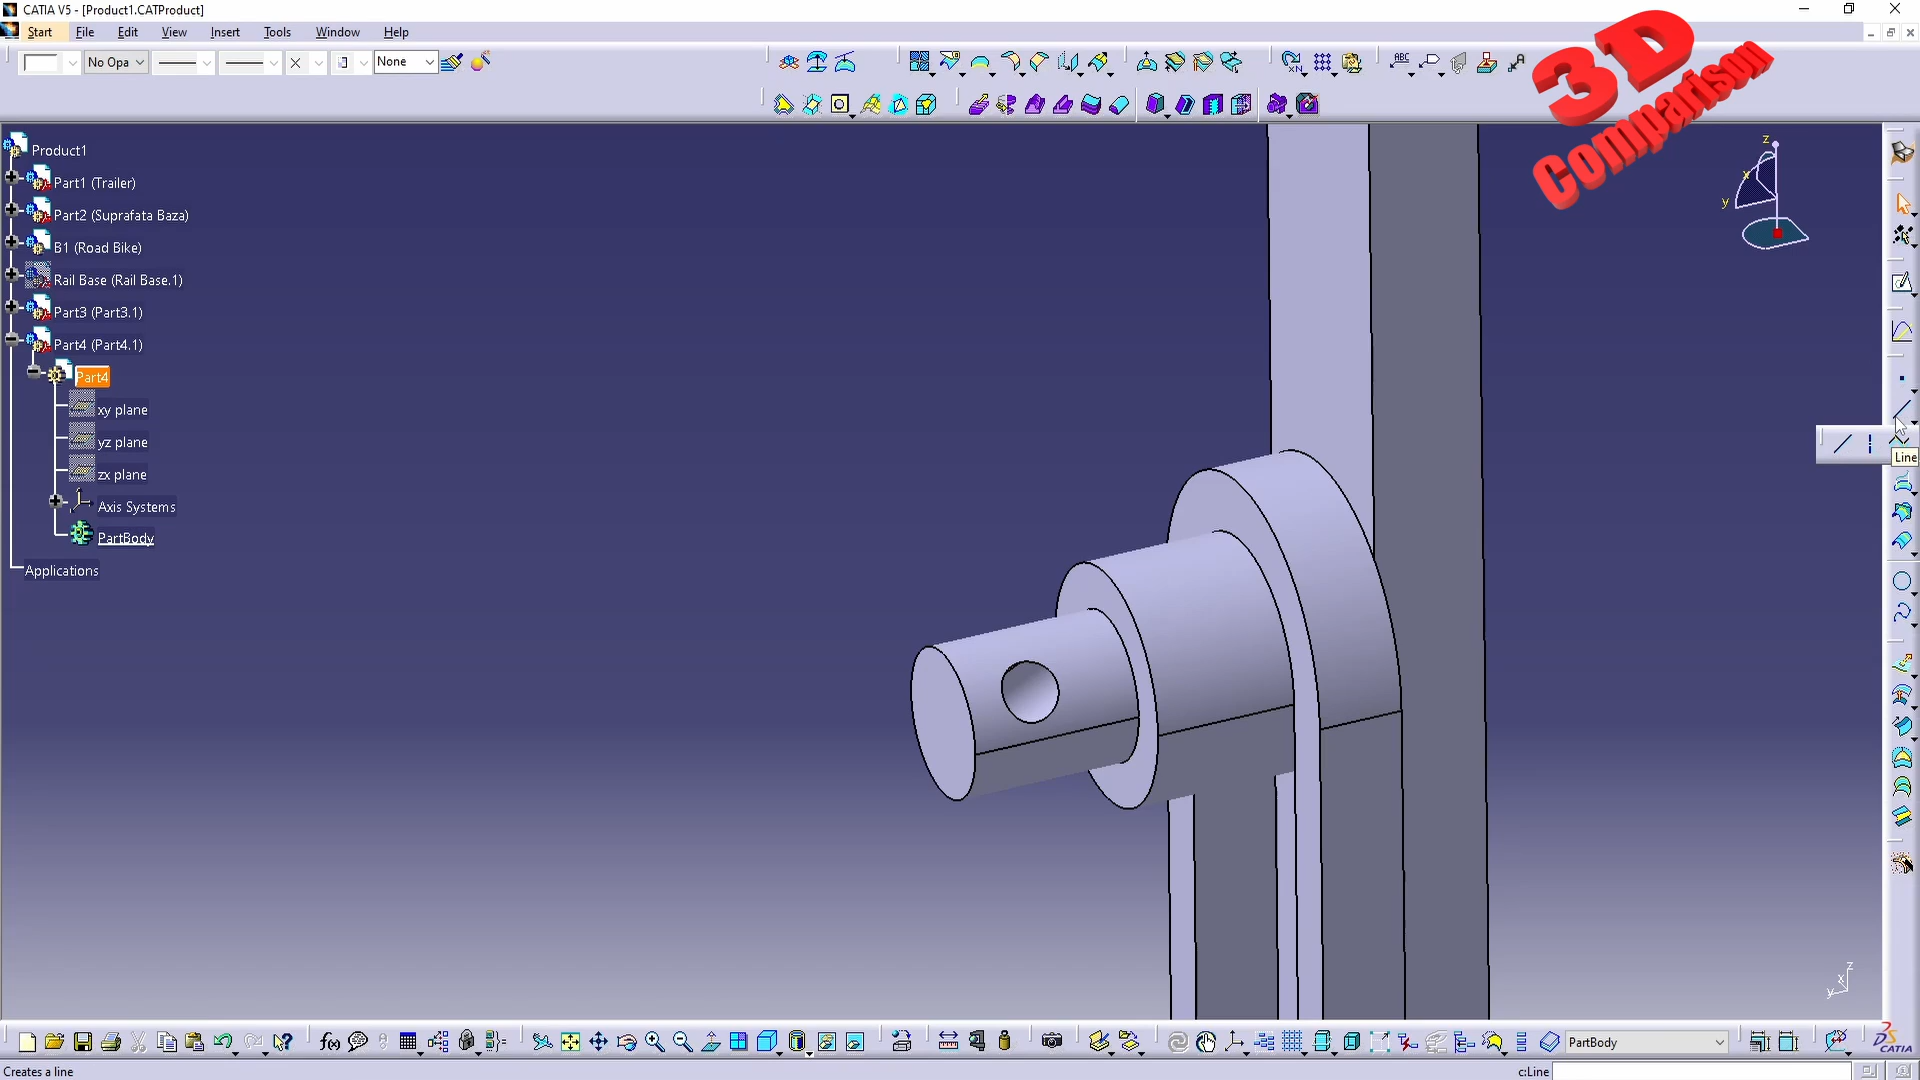 CATIA V5 - [Product1.CATProduct]
Start File Edit View Insert Tools Window Help
No Opa
None
ABC
3D
Comparison
Product1
Part1 (Trailer)
Part2 (Suprafata Baza)
B1 (Road Bike)
Rail Base (Rail Base.1)
Part3 (Part3.1)
Part4 (Part4.1)
Part4
xy plane
yz plane
zx plane
Axis Systems
PartBody
Applications
z
x
y
Line
z
x
y
f(x)
PartBody
CATIA
Creates a line
c:Line